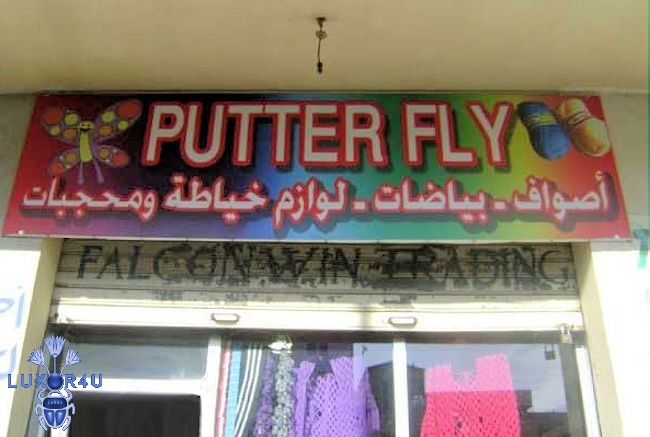 PUTTER FLY
أصواف - بياضات - لوازم خياطة ومحجبات
FALCON WIN TRADING
LUXOR4U